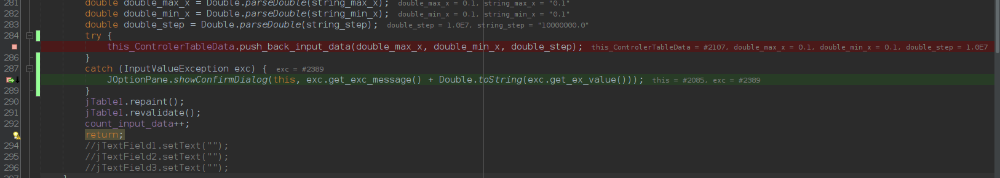 281 double double_max_x = Double.parseDouble(string_max_x); double_max_x = 0.1, string_max_x = "0.1"
282 double double_min_x = Double.parseDouble(string_min_x); double_min_x = 0.1, string_min_x = "0.1"
283 double double_step = Double.parseDouble(string_step); double_step = 1.0E7, string_step = "10000000.0"
284 try {
this_ControlerTableData.push_back_input_data(double_max_x, double_min_x, double_step); this_ControlerTableData = #2107, double_max_x = 0.1, double_min_x = 0.1, double_step = 1.0E7
286 }
287 catch (InputValueException exc) { exc = #2389
JOptionPane.showConfirmDialog(this, exc.get_exc_message() + Double.toString(exc.get_ex_value())); this = #2085, exc = #2389
289 }
290 jTable1.repaint();
291 jTable1.revalidate();
292 count_input_data++;
return;
294 //jTextField1.setText("");
295 //jTextField2.setText("");
296 //jTextField3.setText("");
297 }